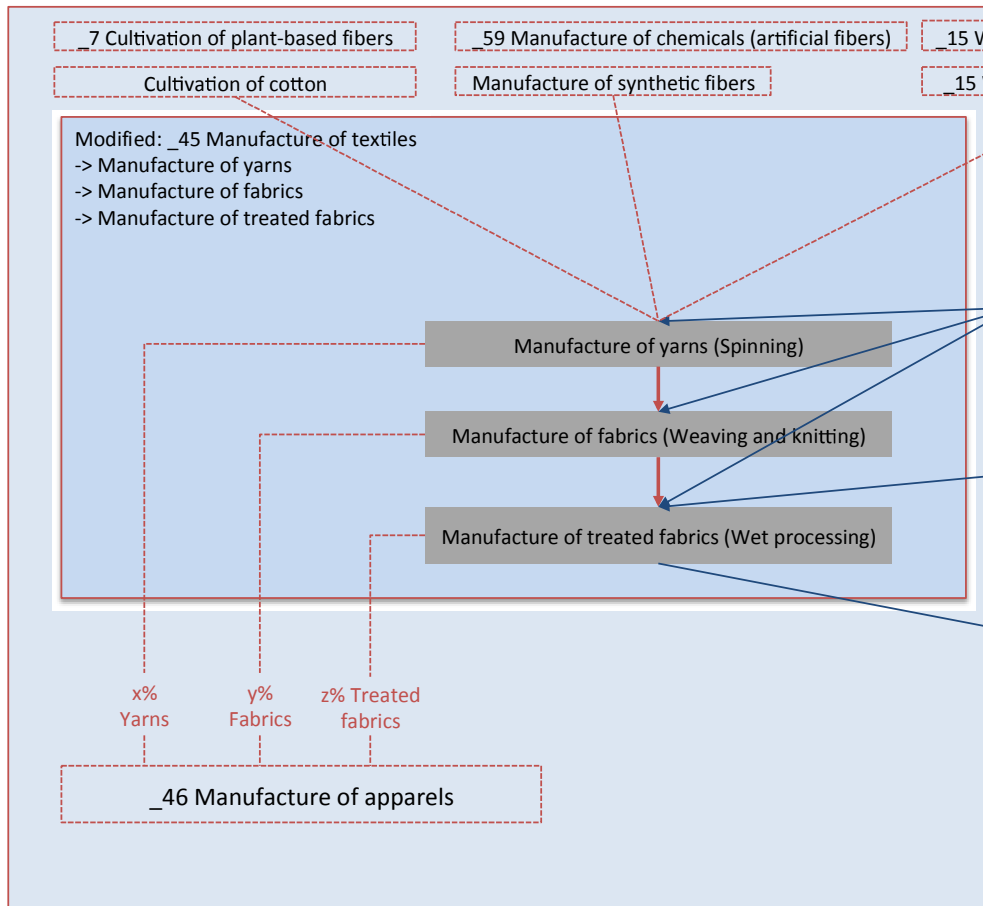 _7 Cultivation of plant-based fibers
_59 Manufacture of chemicals (artificial fibers)
_15
Cultivation of cotton
Manufacture of synthetic fibers
_15
Modified: _45 Manufacture of textiles
-> Manufacture of yarns
-> Manufacture of fabrics
-> Manufacture of treated fabrics
Manufacture of yarns (Spinning)
Manufacture of fabrics (Weaving and knitting)
Manufacture of treated fabrics (Wet processing)
x%
Yarns
y%
Fabrics
z% Treated
fabrics
_46 Manufacture of apparels